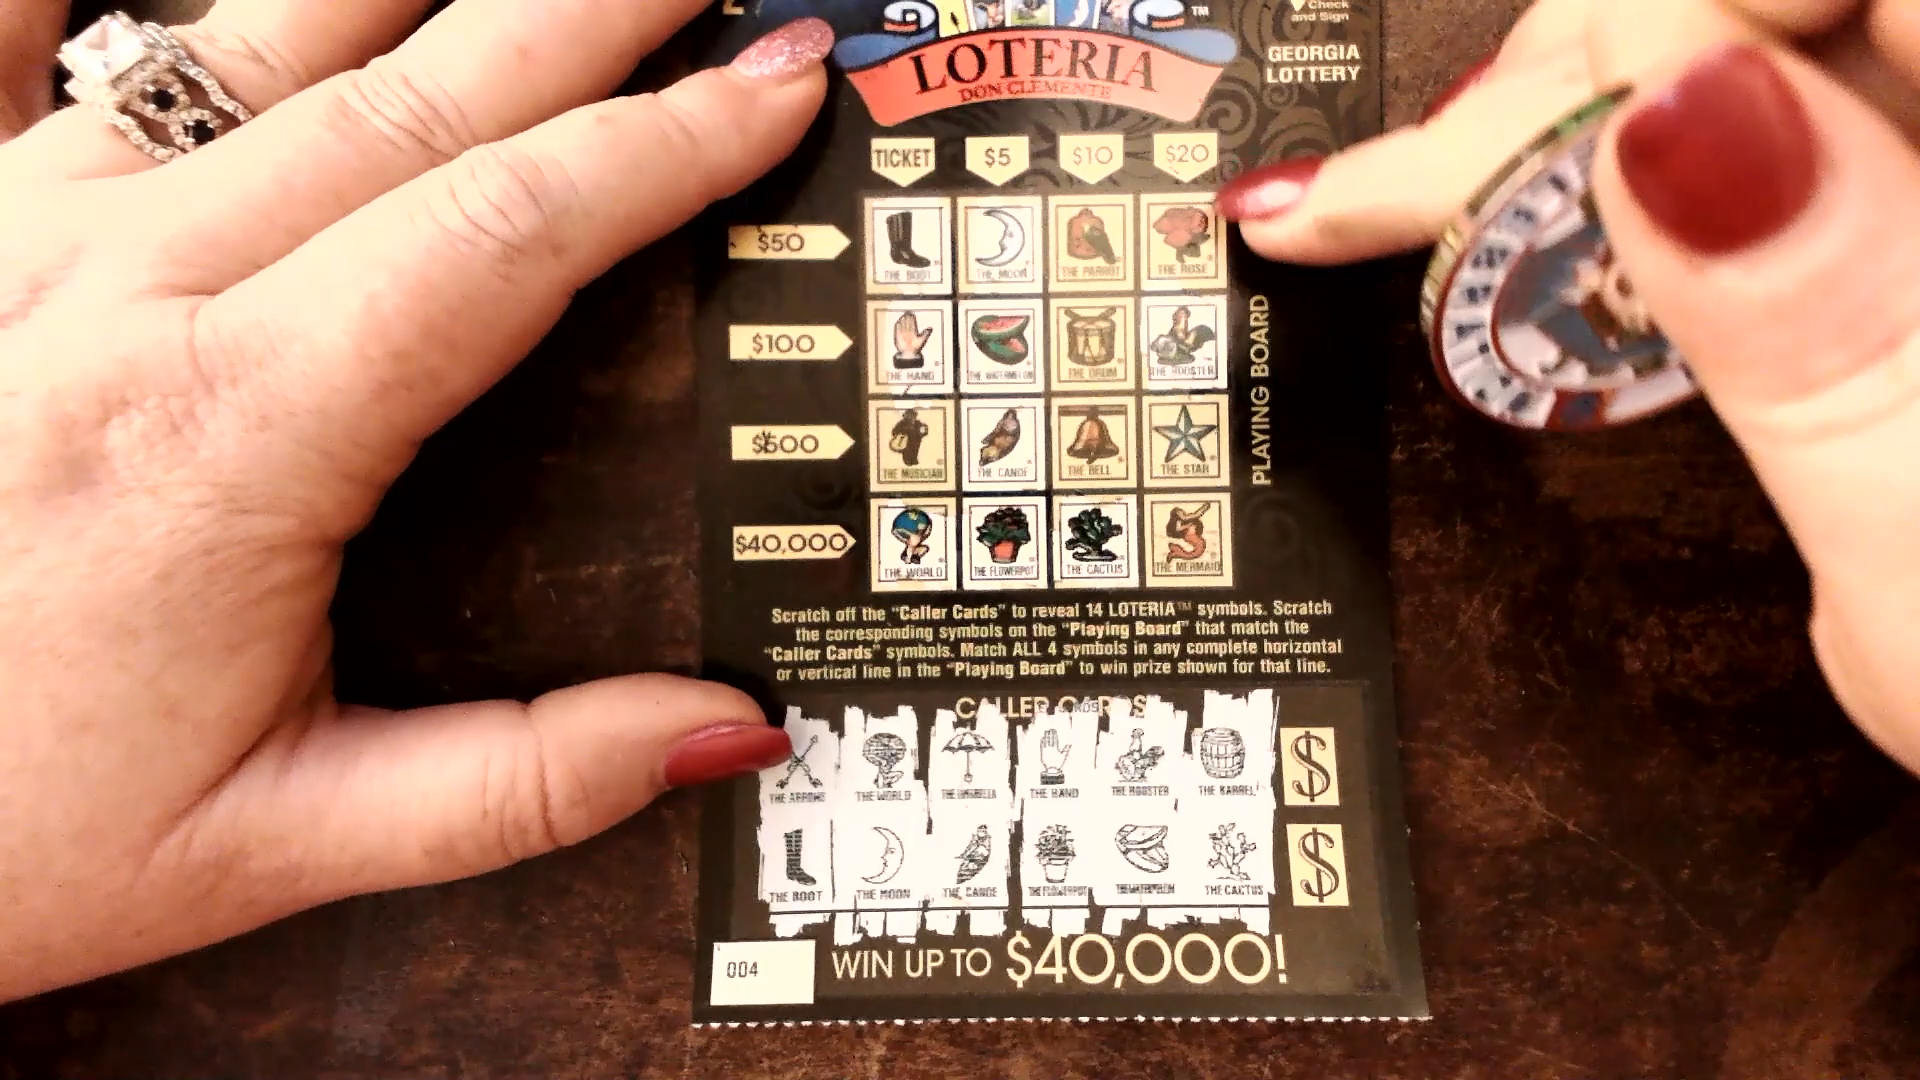 Check
and Sign
TM
GEORGIA
LOTTERY
LOTERIA
DON CLEMENTE
TICKET $5 $10 $20
$50
THE BOOT THE MOON THE PARROT THE ROSE
$100
THE HAND THE WATERMELON THE DRUM THE ROOSTER
$500
THE MUSICIAN THE CANOE THE BELL THE STAR
$40,000
THE WORLD THE FLOWERPOT THE CACTUS THE MERMAID
PLAYING BOARD
Scratch off the "Caller Cards" to reveal 14 LOTERIA™ symbols. Scratch
the corresponding symbols on the "Playing Board" that match the
"Caller Cards" symbols. Match ALL 4 symbols in any complete horizontal
or vertical line in the "Playing Board" to win prize shown for that line.
CALLER CARDS
THE ARROWS THE WORLD THE UMBRELLA THE HAND THE ROOSTER THE BARREL $
THE BOOT THE MOON THE CANOE THE FLOWERPOT THE WATERMELON THE CACTUS $
004
WIN UP TO $40,000!